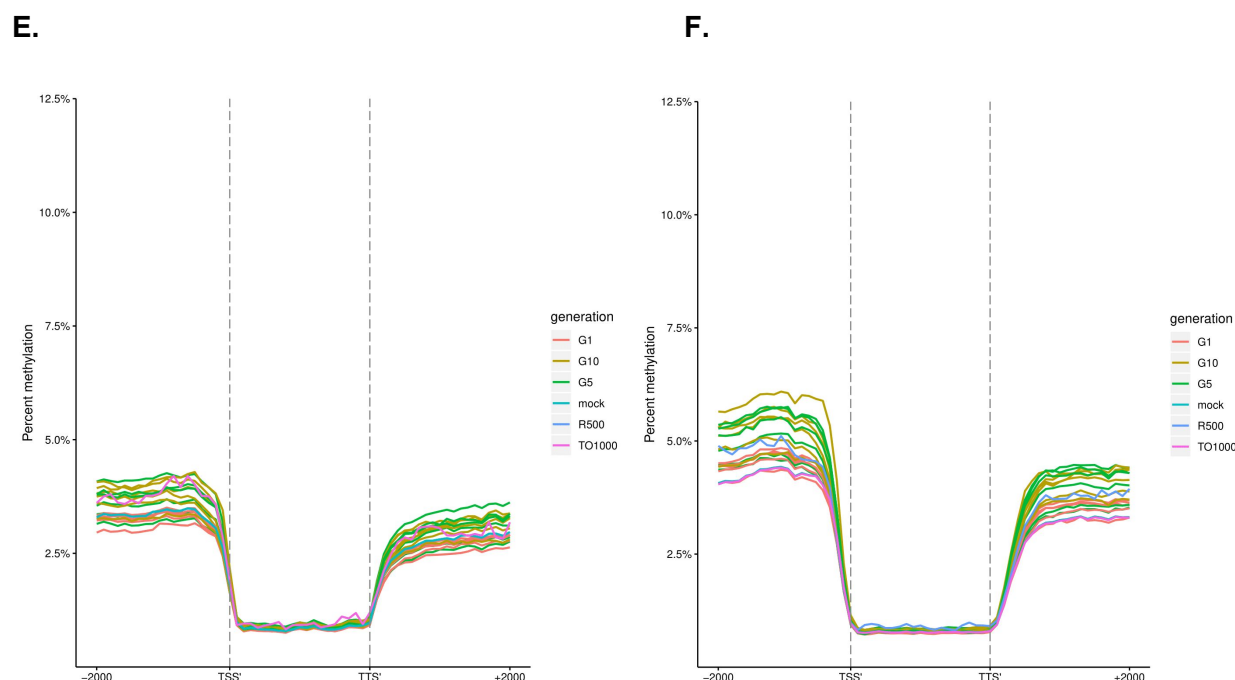 E.
12.5%
10.0%
7.5%
5.0%
2.5%
Percent methylation
−2000
TSS'
TTS'
+2000
generation
G1
G10
G5
mock
R500
TO1000
F.
12.5%
10.0%
7.5%
5.0%
2.5%
Percent methylation
−2000
TSS'
TTS'
+2000
generation
G1
G10
G5
mock
R500
TO1000